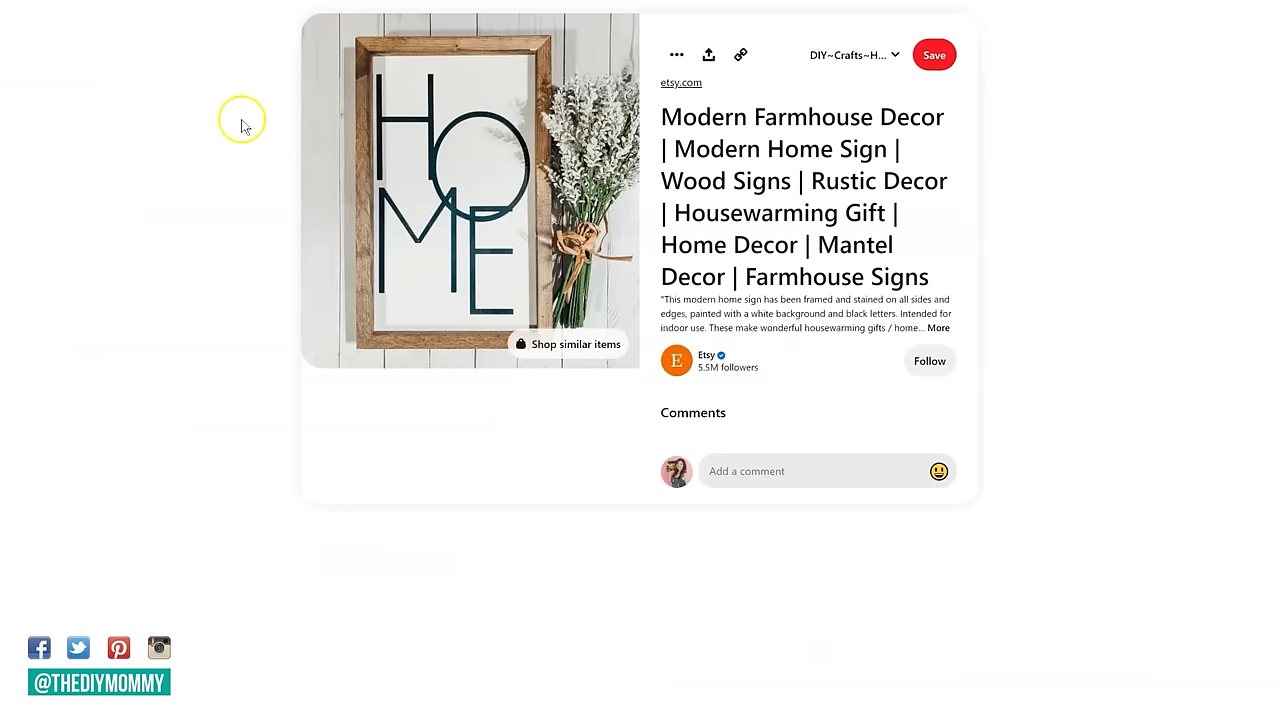 HOME
Shop similar items
DIY~Crafts~H...
Save
etsy.com
Modern Farmhouse Decor
| Modern Home Sign |
Wood Signs | Rustic Decor
| Housewarming Gift |
Home Decor | Mantel
Decor | Farmhouse Signs
"This modern home sign has been framed and stained on all sides and
edges, painted with a white background and black letters. Intended for
indoor use. These make wonderful housewarming gifts / home... More
E
Etsy
5.5M followers
Follow
Comments
Add a comment
@THEDIYMOMMY